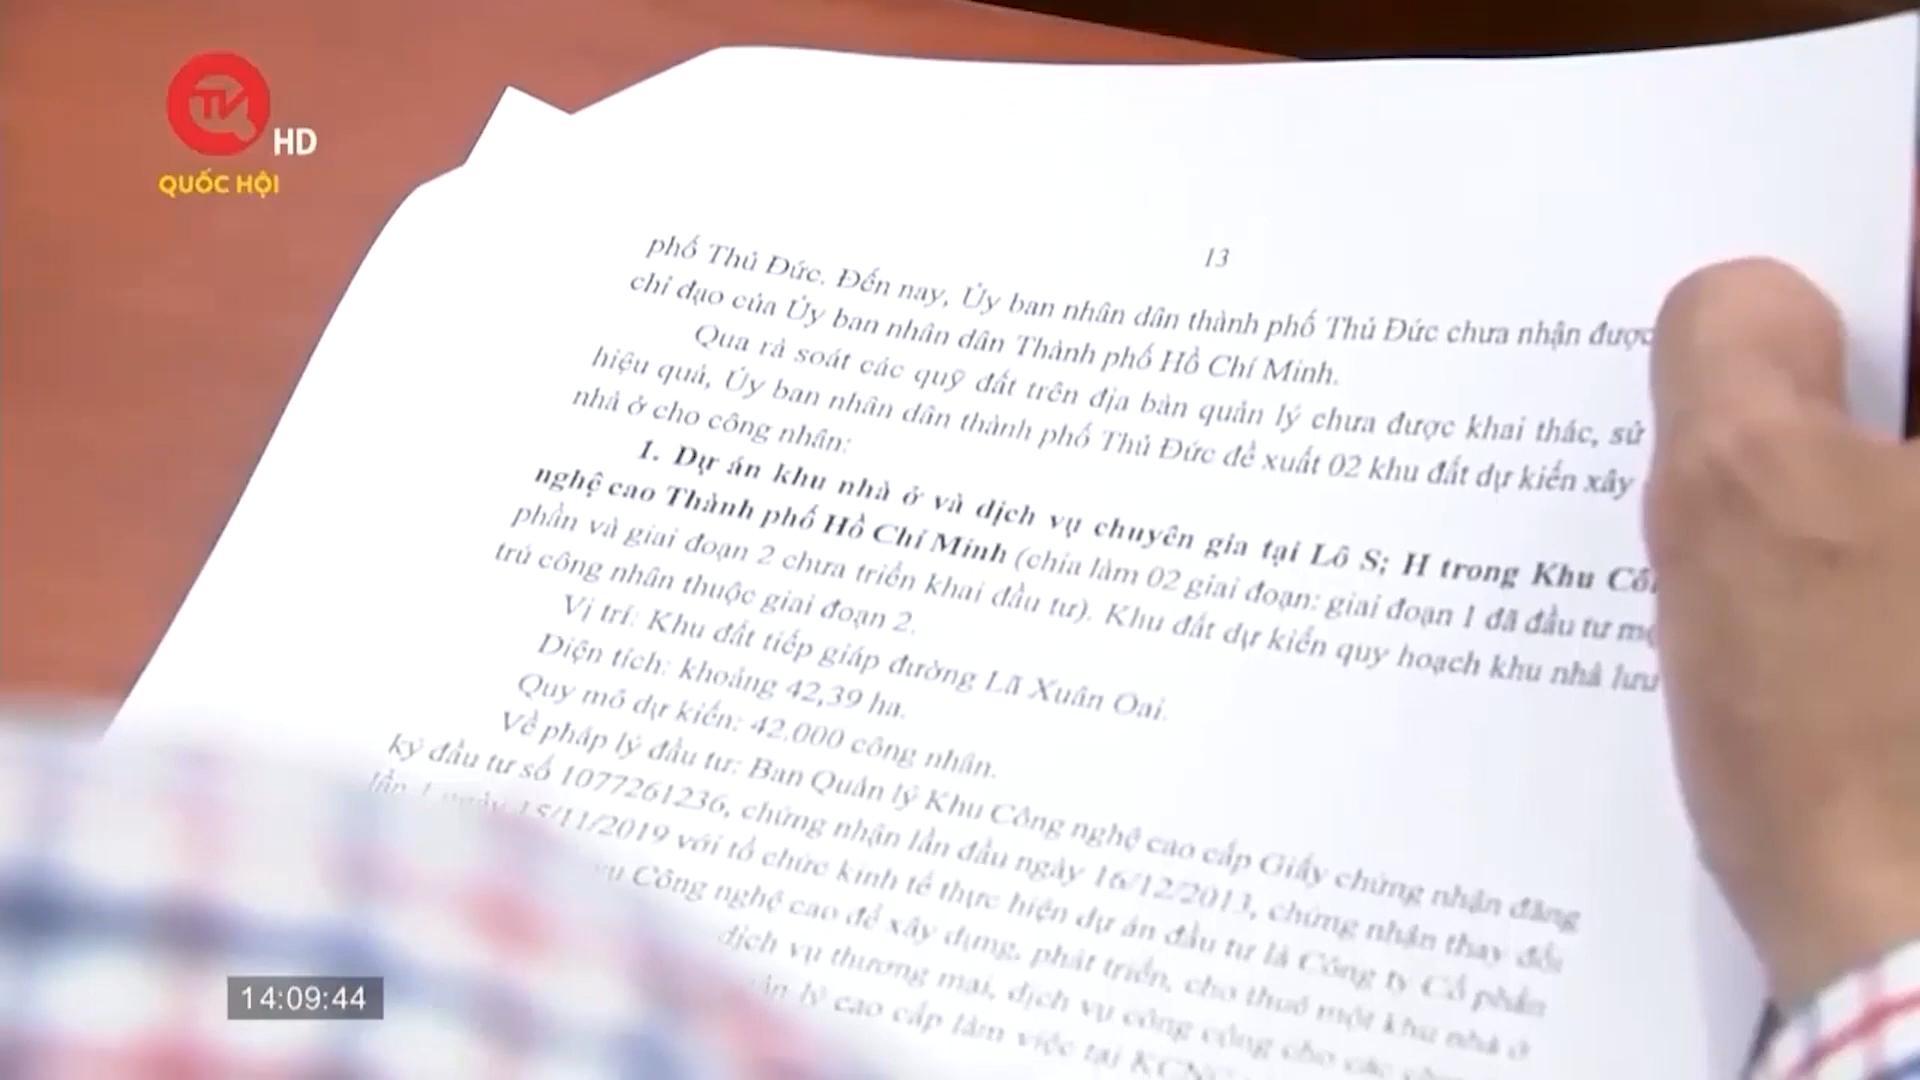 TV
HD
QUỐC HỘI
13
phố Thủ Đức. Đến nay, Ủy ban nhân dân thành phố Thủ Đức chưa nhận được
chỉ đạo của Ủy ban nhân dân Thành phố Hồ Chí Minh.
Qua rà soát các quỹ đất trên địa bàn quản lý chưa được khai thác, sử
hiệu quả, Ủy ban nhân dân thành phố Thủ Đức đề xuất 02 khu đất dự kiến xây
nhà ở cho công nhân:
1. Dự án khu nhà ở và dịch vụ chuyên gia tại Lô S; H trong Khu
nghệ cao Thành phố Hồ Chí Minh (chia làm 02 giai đoạn: giai đoạn 1 đã đầu tư
phần và giai đoạn 2 chưa triển khai đầu tư). Khu đất dự kiến quy hoạch khu nhà lưu
trú công nhân thuộc giai đoạn 2.
Vị trí: Khu đất tiếp giáp đường Lã Xuân Oai.
Diện tích: khoảng 42,39 ha.
Quy mô dự kiến: 42.000 công nhân.
Về pháp lý đầu tư: Ban Quản lý Khu Công nghệ cao cấp Giấy chứng nhận đăng
ký đầu tư số 1077261236, chứng nhận lần đầu ngày 16/12/2013, chứng nhận thay đổi
lần 1 ngày 15/11/2019 với tổ chức kinh tế thực hiện dự án đầu tư là Công ty Cổ phần
Công nghệ cao để xây dựng, phát triển, cho thuê một khu nhà ở
dịch vụ thương mại, dịch vụ công cộng cho các
lý cao cấp làm việc tại
14:09:44